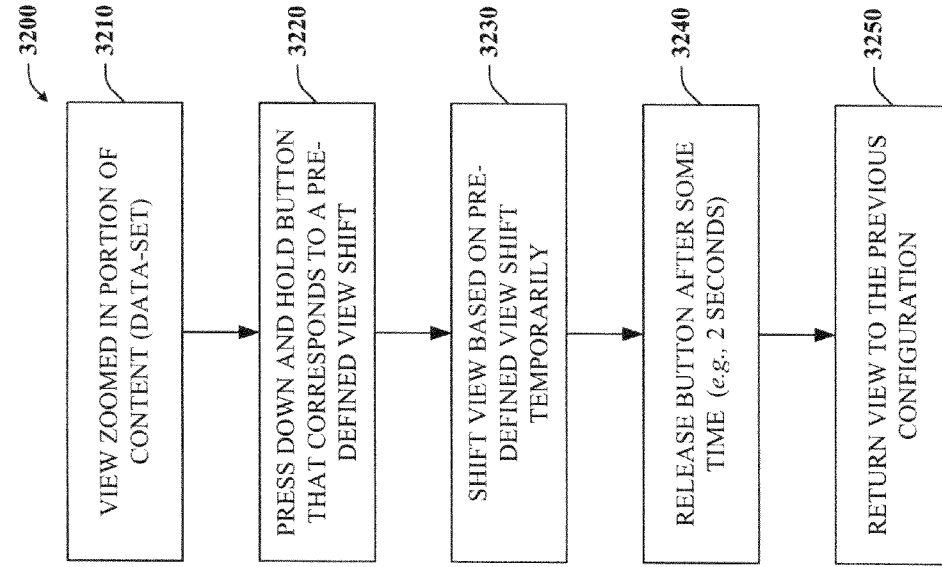 3200
3210
VIEW ZOOMED IN PORTION OF
CONTENT (DATA-SET)
3220
PRESS DOWN AND HOLD BUTTON
THAT CORRESPONDS TO A PRE-
DEFINED VIEW SHIFT
3230
SHIFT VIEW BASED ON PRE-
DEFINED VIEW SHIFT
TEMPORARILY
3240
RELEASE BUTTON AFTER SOME
TIME (e.g., 2 SECONDS)
3250
RETURN VIEW TO THE PREVIOUS
CONFIGURATION